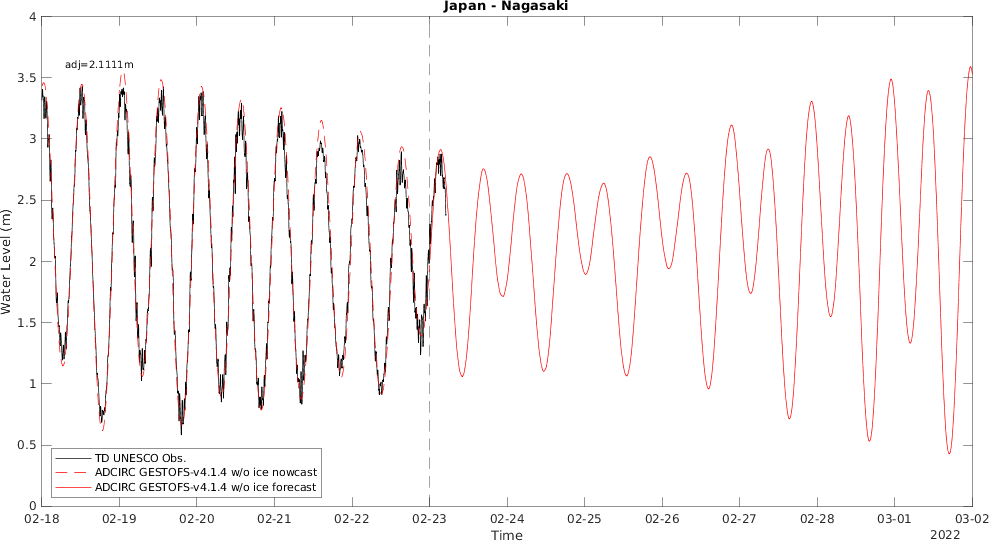 Japan - Nagasaki
4
adj=2.1111m
3.5
3
2.5
2
Water Level (m)
1.5
1
0.5
0
TD UNESCO Obs.
ADCIRC GESTOFS-v4.1.4 w/o ice nowcast
ADCIRC GESTOFS-v4.1.4 w/o ice forecast
02-18 02-19 02-20 02-21 02-22 02-23 02-24 02-25 02-26 02-27 02-28 03-01 03-02
Time
2022